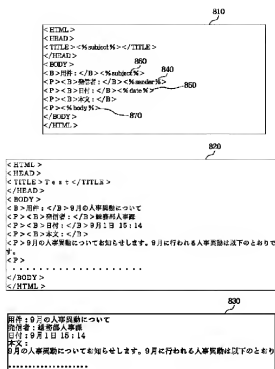 810
<HTML>
<HEAD>
<TITLE><%subject%></TITLE>
</HEAD>
<BODY>
860
840
<B>用件:</B><%subject%>
<P><B>発信者:</B><%sender%>
850
<P><B>日付:</B><%date%>
<P><B>本文:</B>
<P><%body%>
870
</BODY>
</HTML>
820
<HTML>
<HEAD>
<TITLE>Test</TITLE>
</HEAD>
<BODY>
<B>用件:</B>9月の人事異動について
<P><B>発信者:</B>総務部人事課
<P><B>日付:</B>9月1日 15:14
<P><B>本文:</B>
<P>9月の人事異動についてお知らせします。9月に行われる人事異動は以下のとおりで
す。
<P>
</BODY>
</HTML>
830
用件:9月の人事異動について
発信者:総務部人事課
日付:9月1日 15:14
本文:
9月の人事異動についてお知らせします。9月に行われる人事異動は以下のとおり